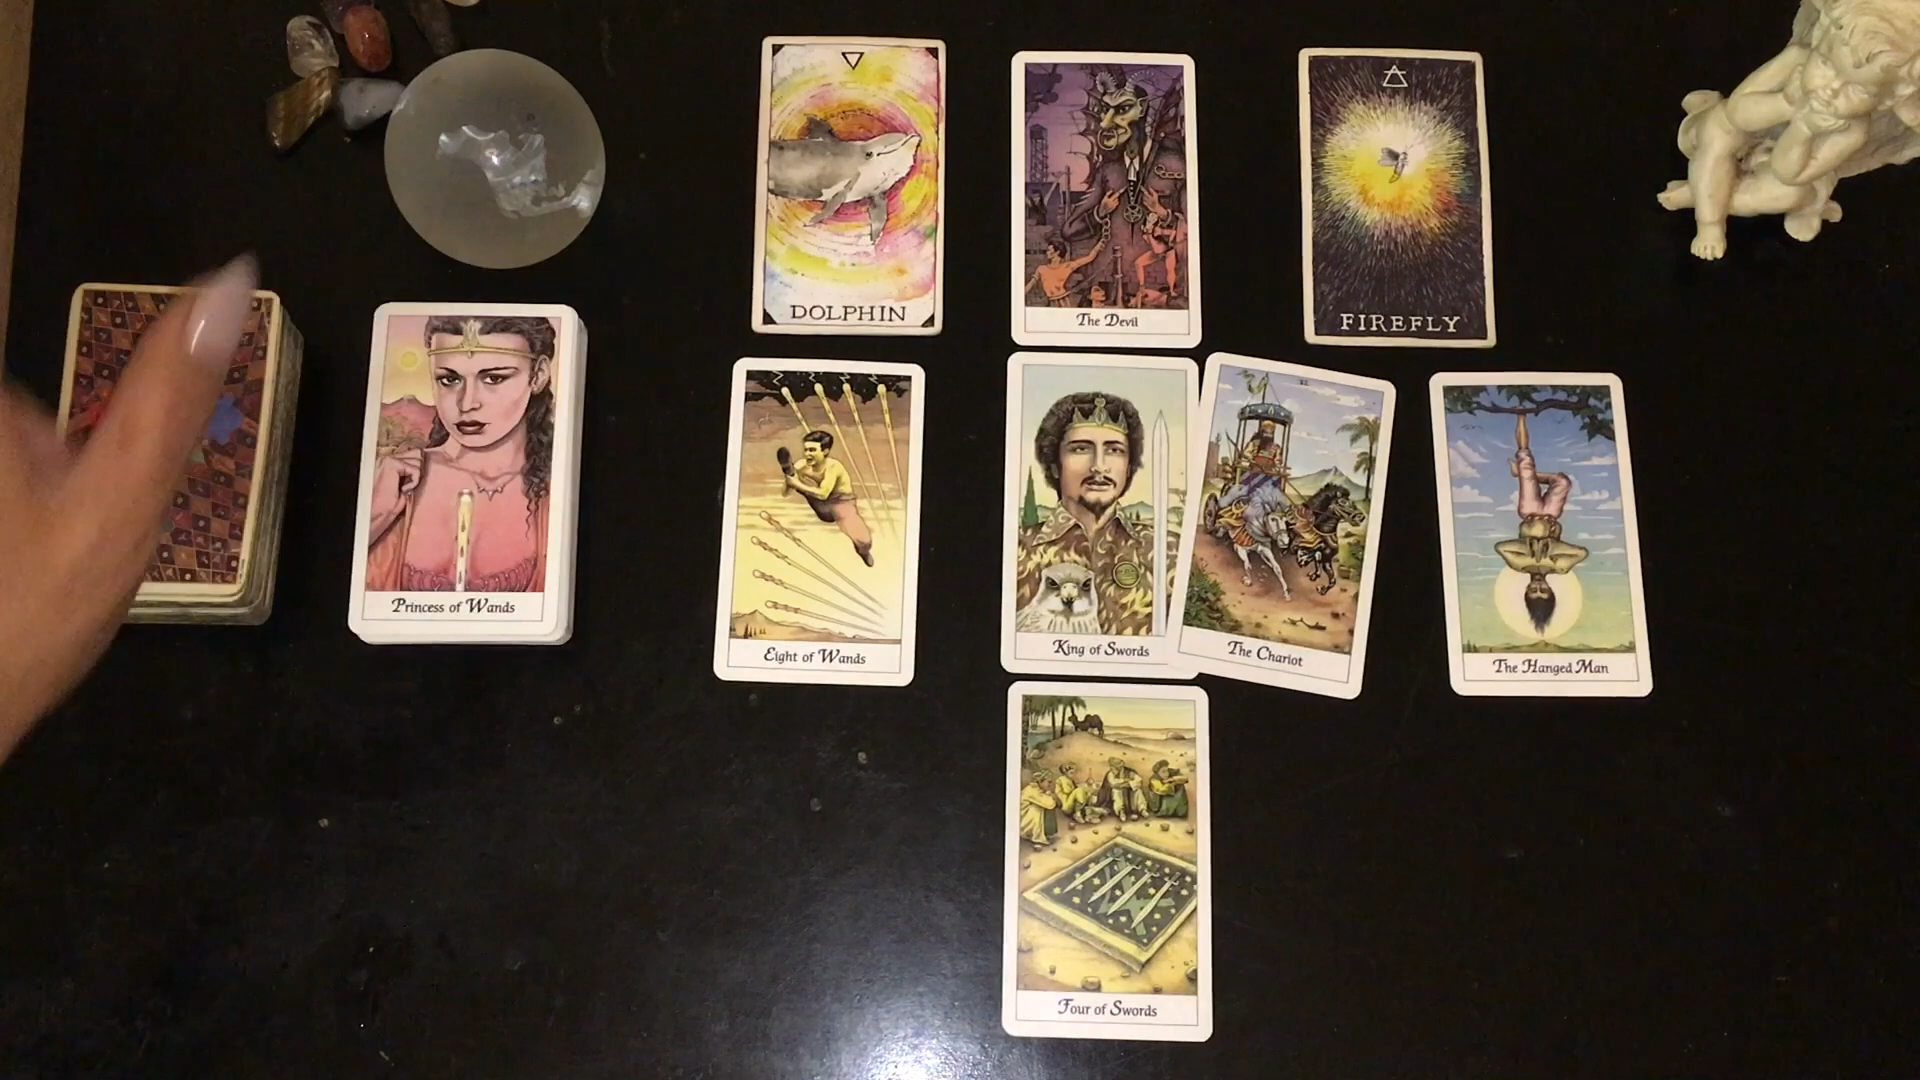 DOLPHIN
The Devil
FIREFLY
Princess of Wands
Eight of Wands
King of Swords
The Chariot
The Hanged Man
Four of Swords